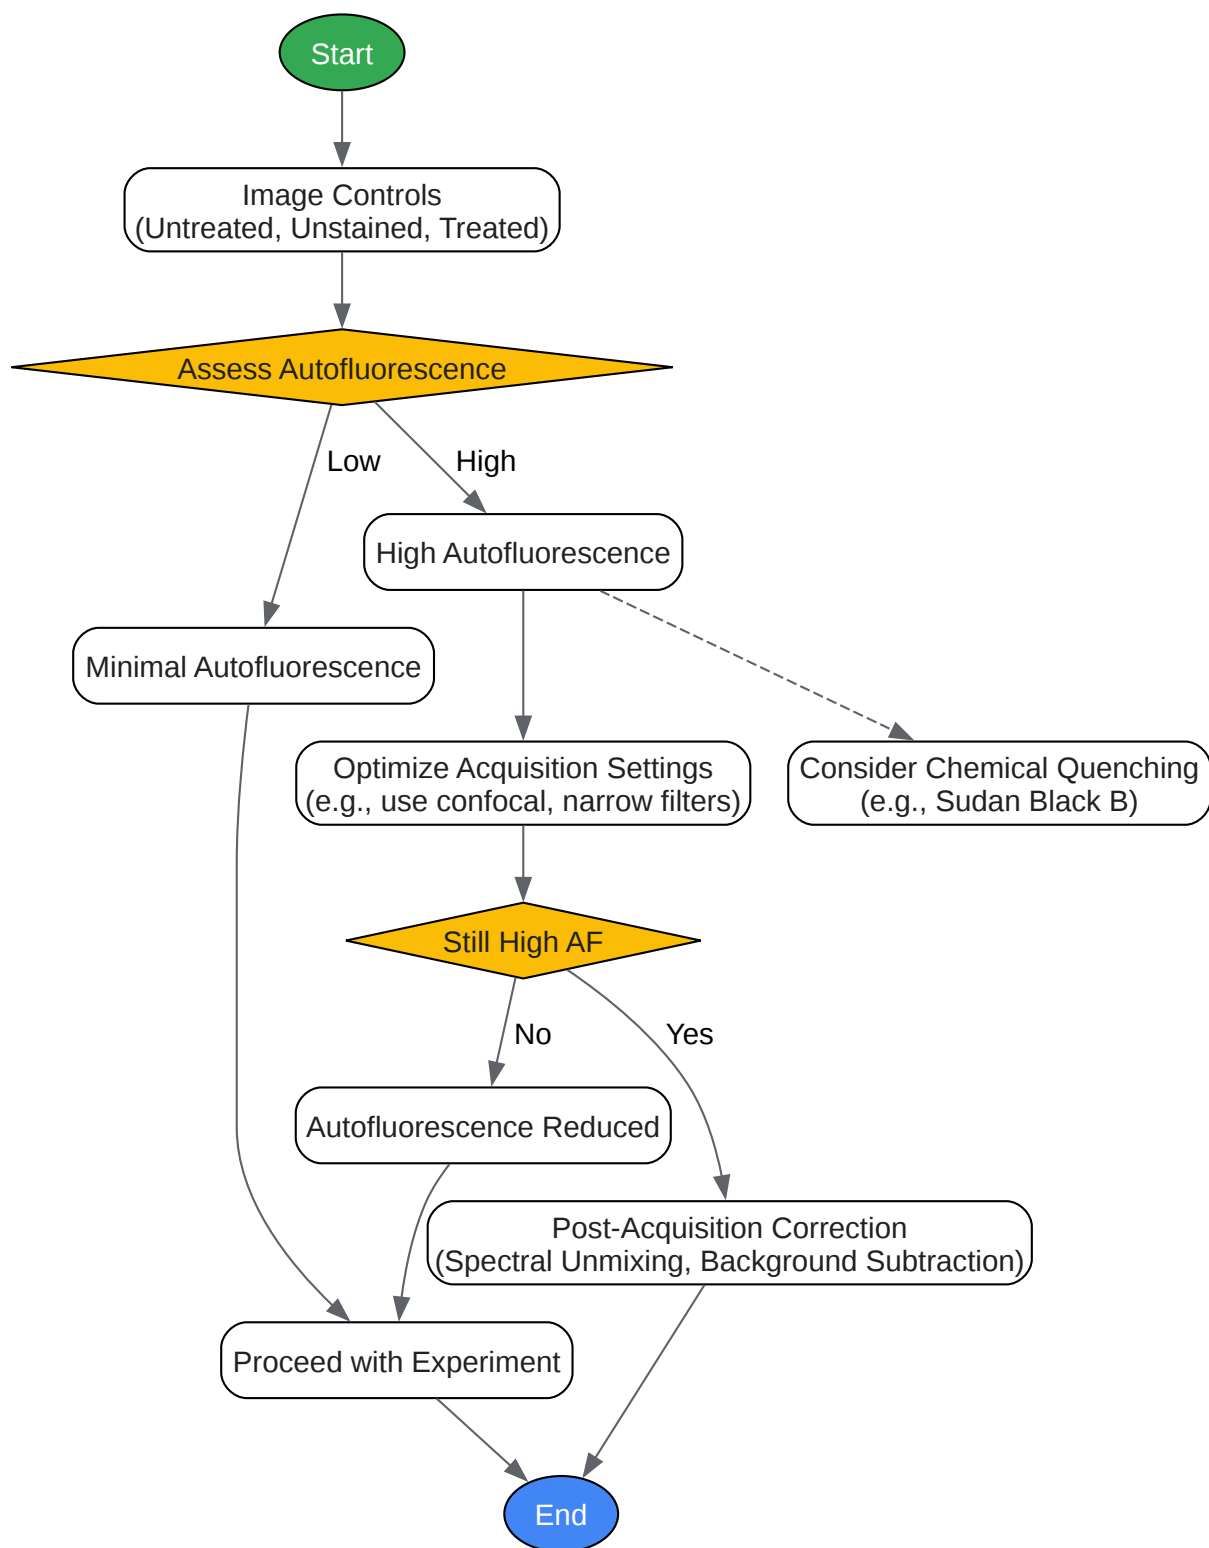 Start
Image Controls
(Untreated, Unstained, Treated)
Assess Autofluorescence
Low
High
High Autofluorescence
Minimal Autofluorescence
Optimize Acquisition Settings
(e.g., use confocal, narrow filters)
Consider Chemical Quenching
(e.g., Sudan Black B)
Still High AF
No
Yes
Autofluorescence Reduced
Post-Acquisition Correction
(Spectral Unmixing, Background Subtraction)
Proceed with Experiment
End